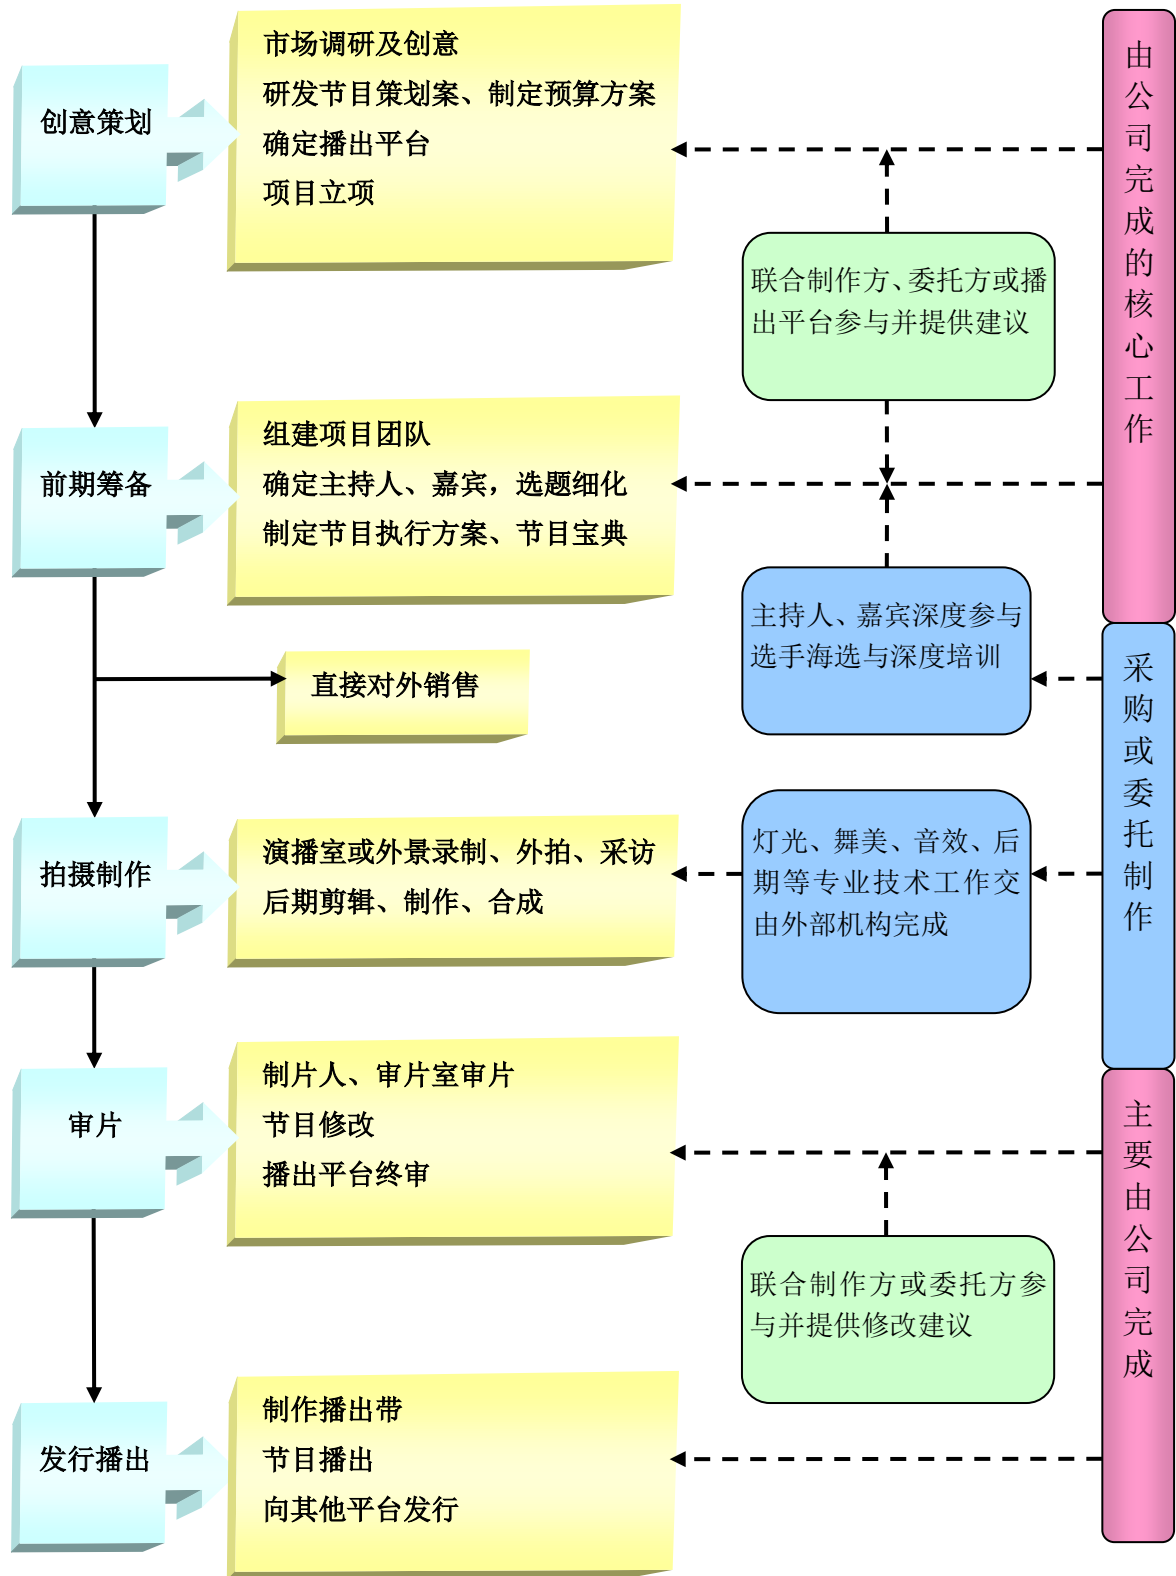 创意策划
市场调研及创意
研发节目策划案、制定预算方案
确定播出平台
项目立项
联合制作方、委托方或播
出平台参与并提供建议
由公司完成的核心工作
前期筹备
组建项目团队
确定主持人、嘉宾，选题细化
制定节目执行方案、节目宝典
主持人、嘉宾深度参与
选手海选与深度培训
直接对外销售
采购或委托制作
拍摄制作
演播室或外景录制、外拍、采访
后期剪辑、制作、合成
灯光、舞美、音效、后
期等专业技术工作交
由外部机构完成
审片
制片人、审片室审片
节目修改
播出平台终审
联合制作方或委托方参
与并提供修改建议
主要由公司完成
发行播出
制作播出带
节目播出
向其他平台发行